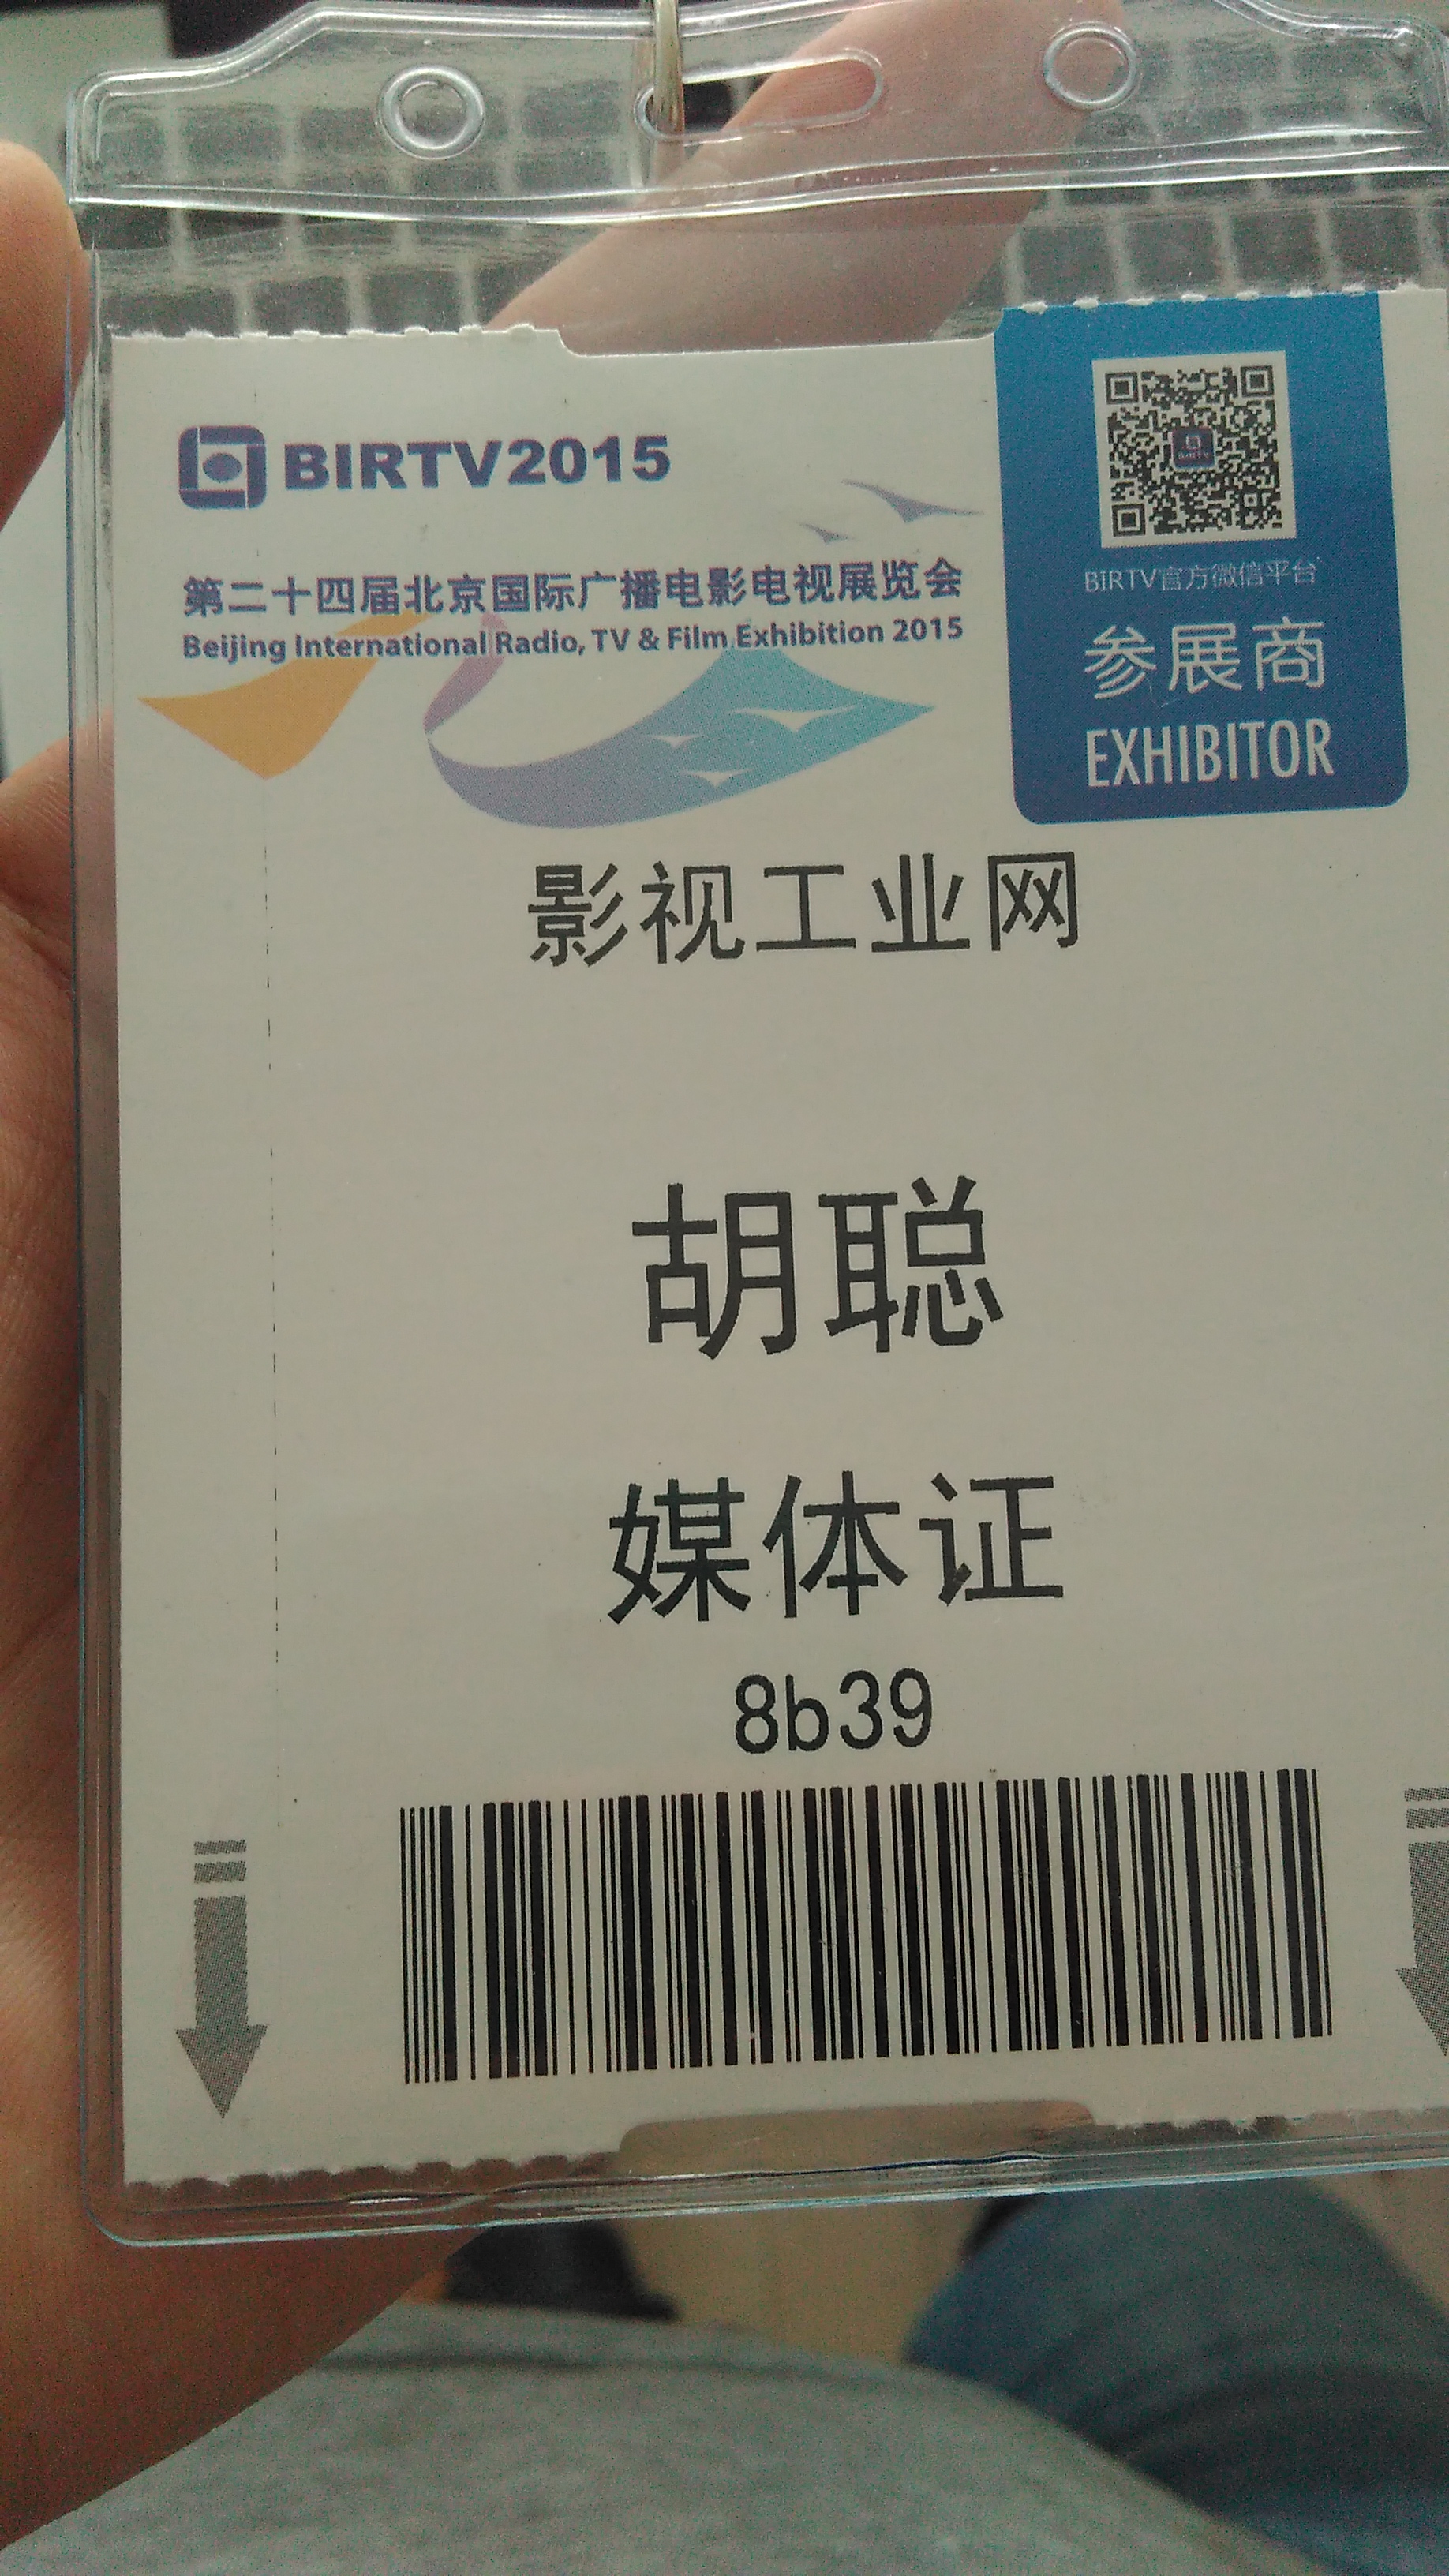 BIRTV2015
第二十四届北京国际广播电影电视展览会
Beijing International Radio, TV & Film Exhibition 2015
BIRTV官方微信平台
参展商
EXHIBITOR
影视工业网
胡聪
媒体证
8b39